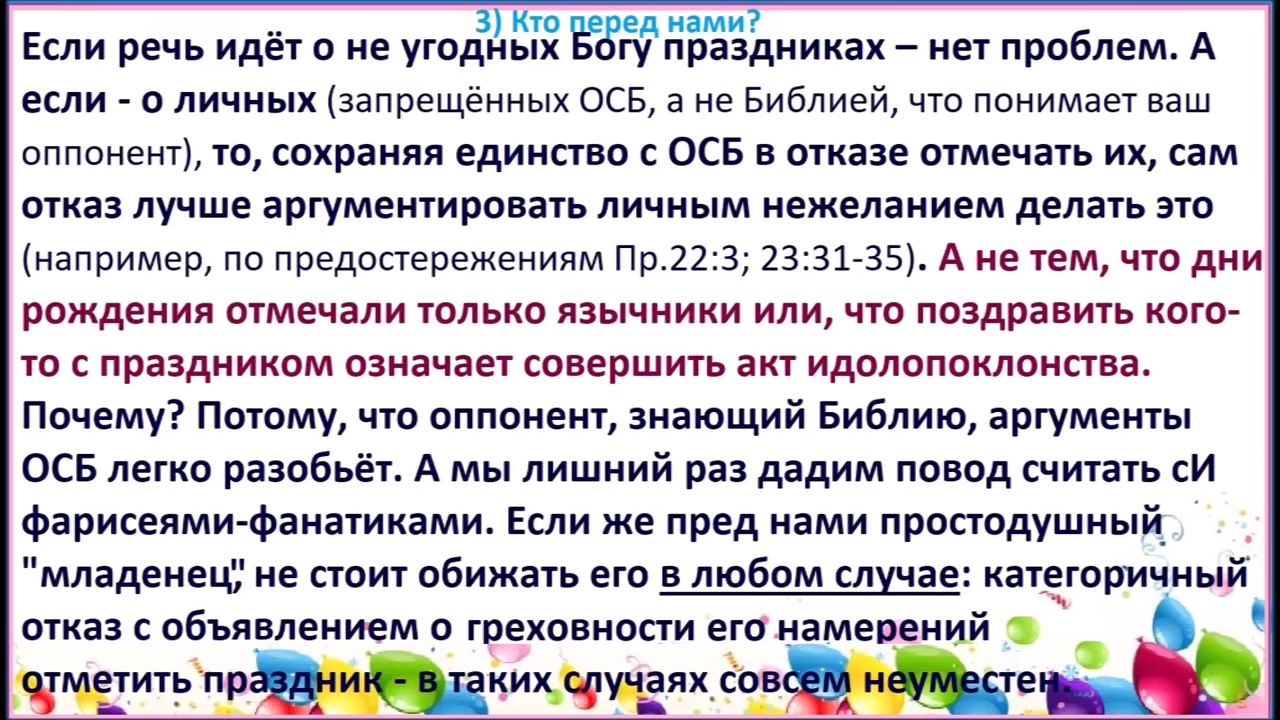 3) Кто перед нами?
Если речь идёт о не угодных Богу праздниках – нет проблем. А
если - о личных (запрещённых ОСБ, а не Библией, что понимает ваш
оппонент), то, сохраняя единство с ОСБ в отказе отмечать их, сам
отказ лучше аргументировать личным нежеланием делать это
(например, по предостережениям Пр.22:3; 23:31-35). А не тем, что дни
рождения отмечали только язычники или, что поздравить кого-
то с праздником означает совершить акт идолопоклонства.
Почему? Потому, что оппонент, знающий Библию, аргументы
ОСБ легко разобьёт. А мы лишний раз дадим повод считать сИ
фарисеями-фанатиками. Если же пред нами простодушный
"младенец", не стоит обижать его в любом случае: категоричный
отказ с объявлением о греховности его намерений
отметить праздник - в таких случаях совсем неуместен.